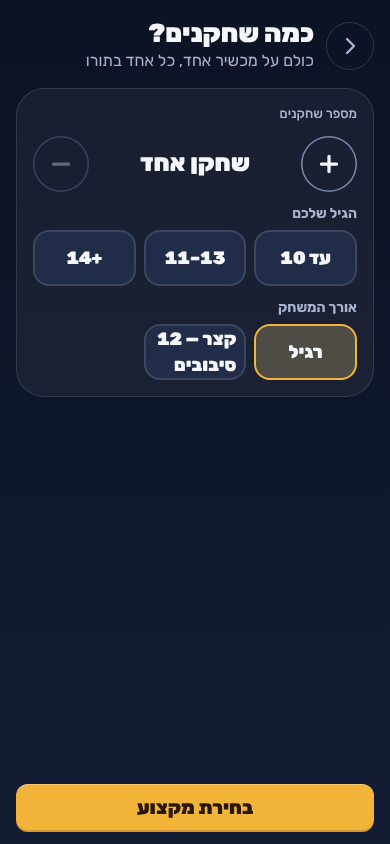 כמה שחקנים?
כולם על מכשיר אחד, כל אחד בתורו
מספר שחקנים
שחקן אחד
הגיל שלכם
עד 10
11–13
14+
אורך המשחק
רגיל
קצר – 12
סיבובים
בחירת מקצוע